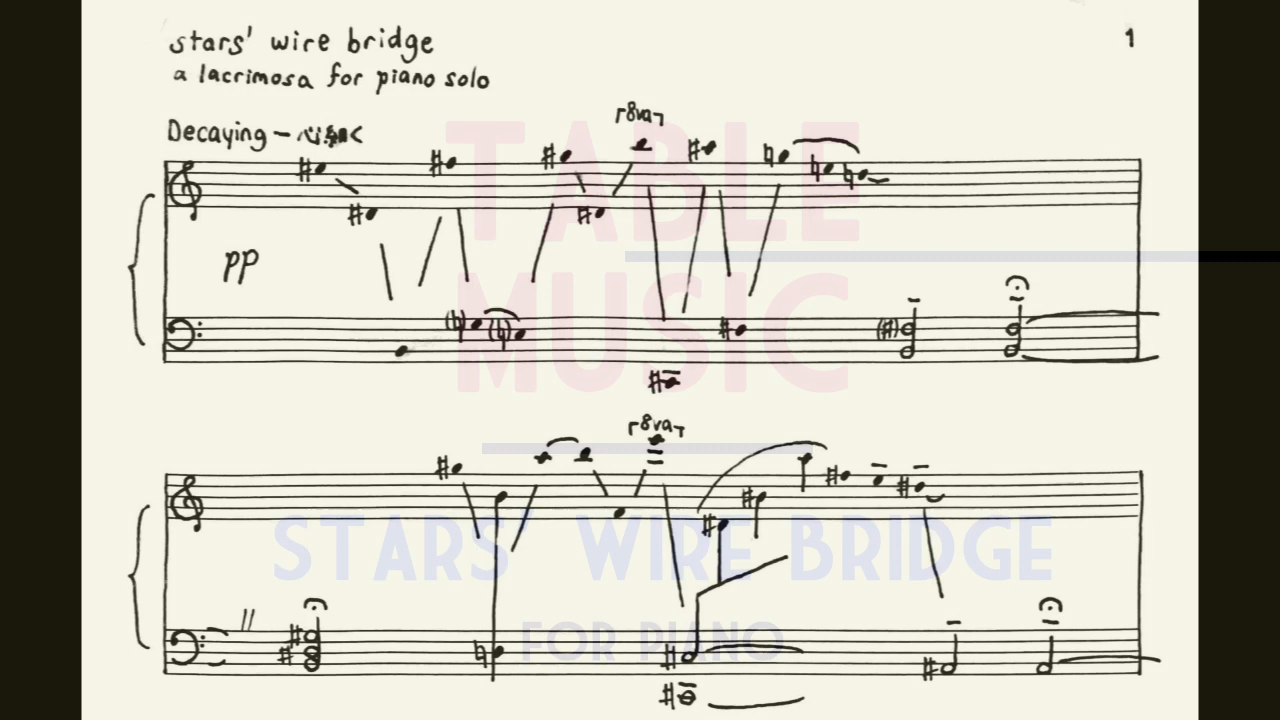 stars' wire bridge
1
a lacrimosa for piano solo
Decaying –
8va
TABLE
pp
MUSIC
8va
STARS' WIRE BRIDGE
FOR PIANO